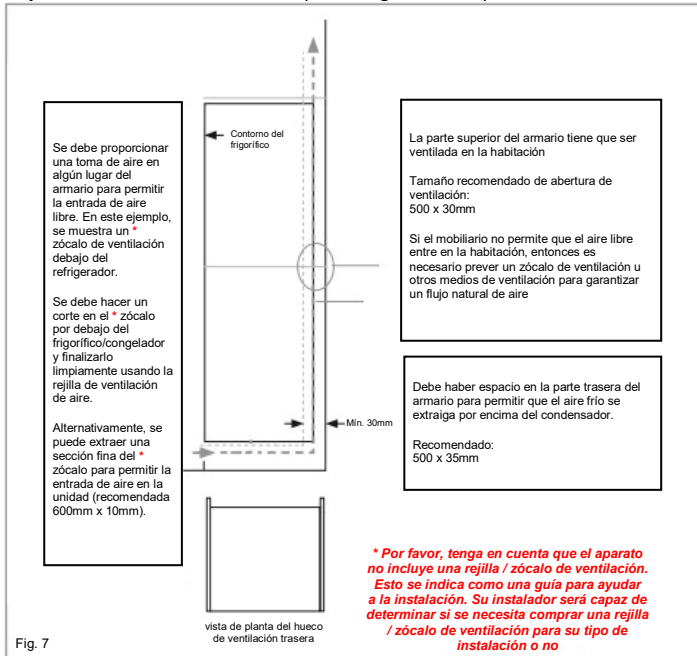 Se debe proporcionar
una toma de aire en
algún lugar del
armario para permitir
la entrada de aire
libre. En este ejemplo,
se muestra un *
zócalo de ventilación
debajo del
refrigerador.
Se debe hacer un
corte en el * zócalo
por debajo del
frigorífico/congelador
y finalizarlo
limpiamente usando la
rejilla de ventilación
de aire.
Alternativamente, se
puede extraer una
sección fina del *
zócalo para permitir la
entrada de aire en la
unidad (recomendada
600mm x 10mm).
Contorno del
frigorífico
Mín. 30mm
La parte superior del armario tiene que ser
ventilada en la habitación
Tamaño recomendado de abertura de
ventilación:
500 x 30mm
Si el mobiliario no permite que el aire libre
entre en la habitación, entonces es
necesario prever un zócalo de ventilación u
otros medios de ventilación para garantizar
un flujo natural de aire
Debe haber espacio en la parte trasera del
armario para permitir que el aire frío se
extraiga por encima del condensador.
Recomendado:
500 x 35mm
vista de planta del hueco
de ventilación trasera
* Por favor, tenga en cuenta que el aparato
no incluye una rejilla / zócalo de ventilación.
Esto se indica como una guía para ayudar
a la instalación. Su instalador será capaz de
determinar si se necesita comprar una rejilla
/ zócalo de ventilación para su tipo de
instalación o no
Fig. 7